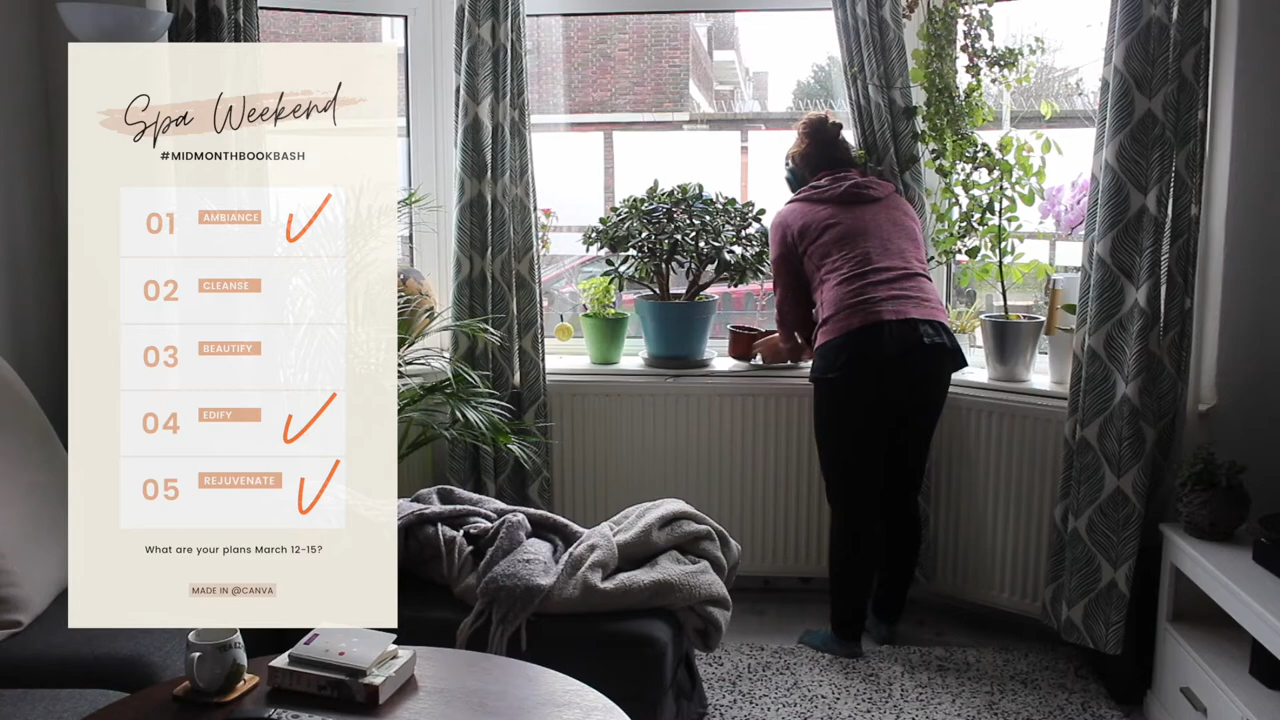 Spa Weekend
#MIDMONTHBOOKBASH
01 AMBIANCE
02 CLEANSE
03 BEAUTIFY
04 EDIFY
05 REJUVENATE
What are your plans March 12-15?
MADE IN @CANVA